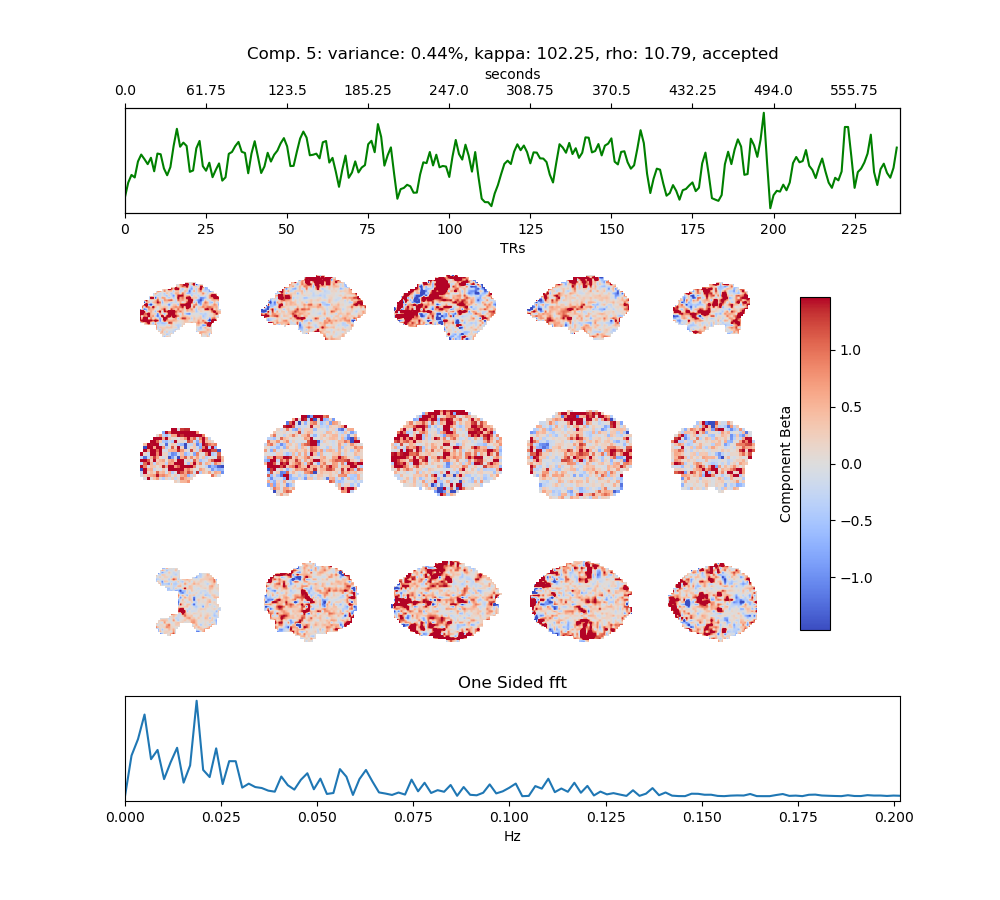 Comp. 5: variance: 0.44%, kappa: 102.25, rho: 10.79, accepted
seconds
0.0 61.75 123.5 185.25 247.0 308.75 370.5 432.25 494.0 555.75
0 25 50 75 100 125 150 175 200 225
TRs
1.0
0.5
0.0
−0.5
−1.0
Component Beta
One Sided fft
0.000 0.025 0.050 0.075 0.100 0.125 0.150 0.175 0.200
Hz